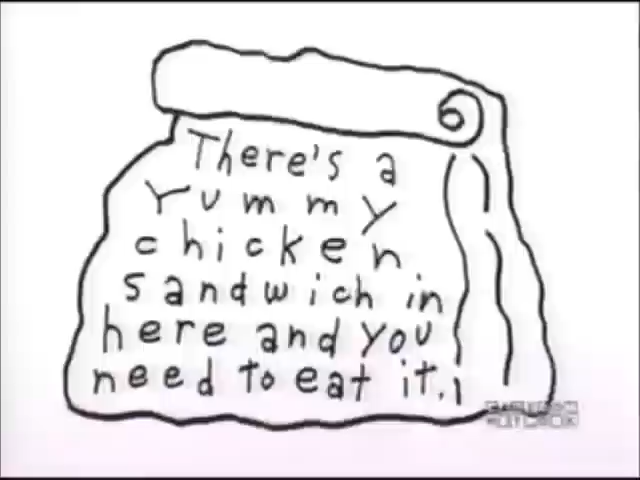 There's a
Yummy
chicken
sandwich in
here and you
need to eat it.